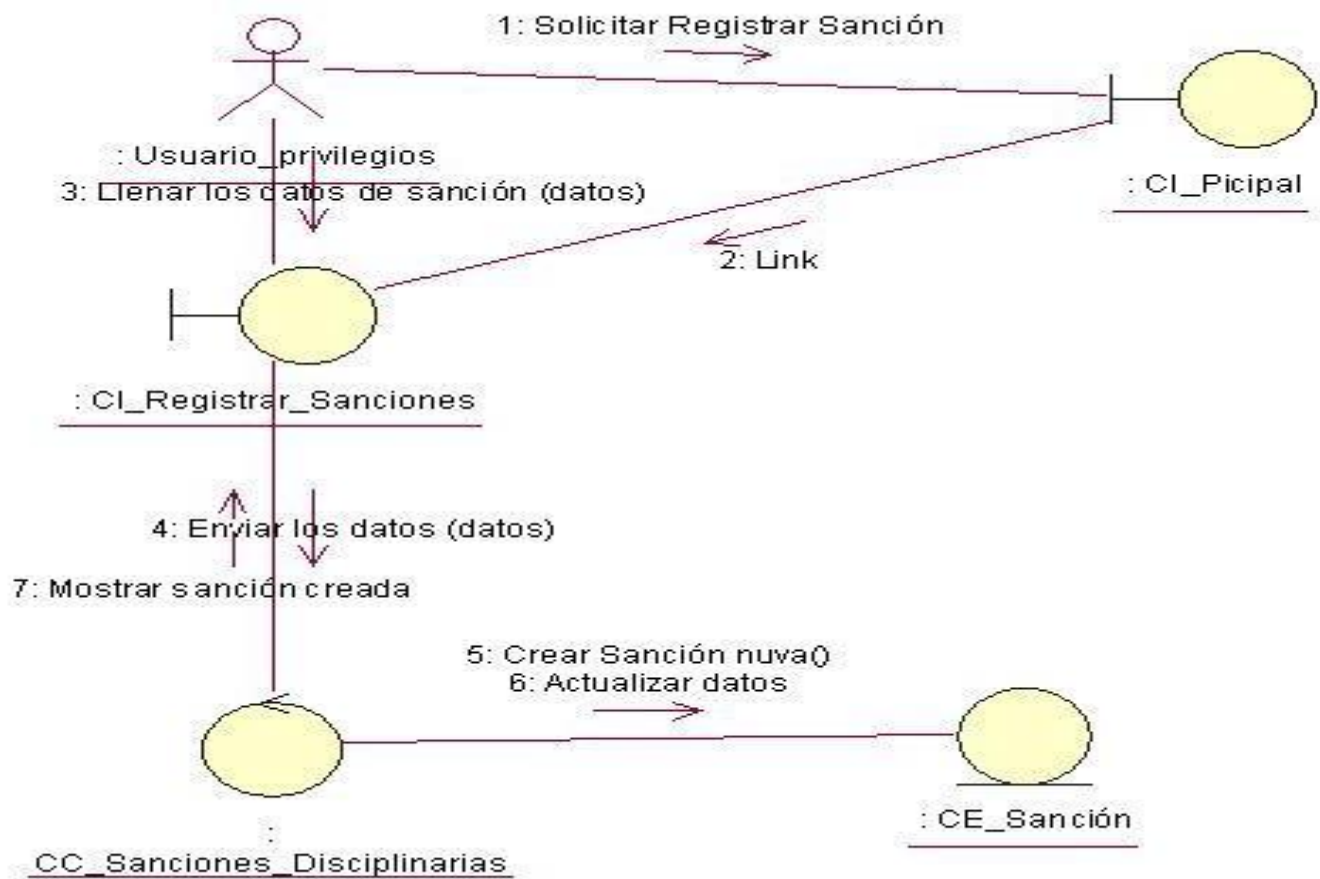 1: Solicitar Registrar Sanción
: Usuario_privilegios
: CI_Picipal
3: Llenar los datos de sanción (datos)
2: Link
: CI_Registrar_Sanciones
4: Enviar los datos (datos)
7: Mostrar sanción creada
5: Crear Sanción nuva()
6: Actualizar datos
: CE_Sanción
:
CC_Sanciones_Disciplinarias